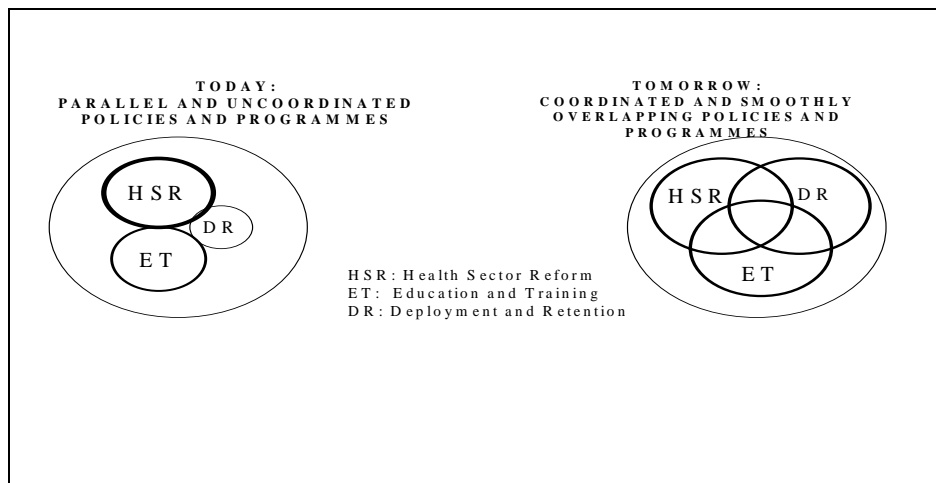 TODAY:
PARALLEL AND UNCOORDINATED
POLICIES AND PROGRAMMES
HSR
DR
ET
TOMORROW:
COORDINATED AND SMOOTHLY
OVERLAPPING POLICIES AND
PROGRAMMES
HSR
DR
ET
HSR: Health Sector Reform
ET: Education and Training
DR: Deployment and Retention